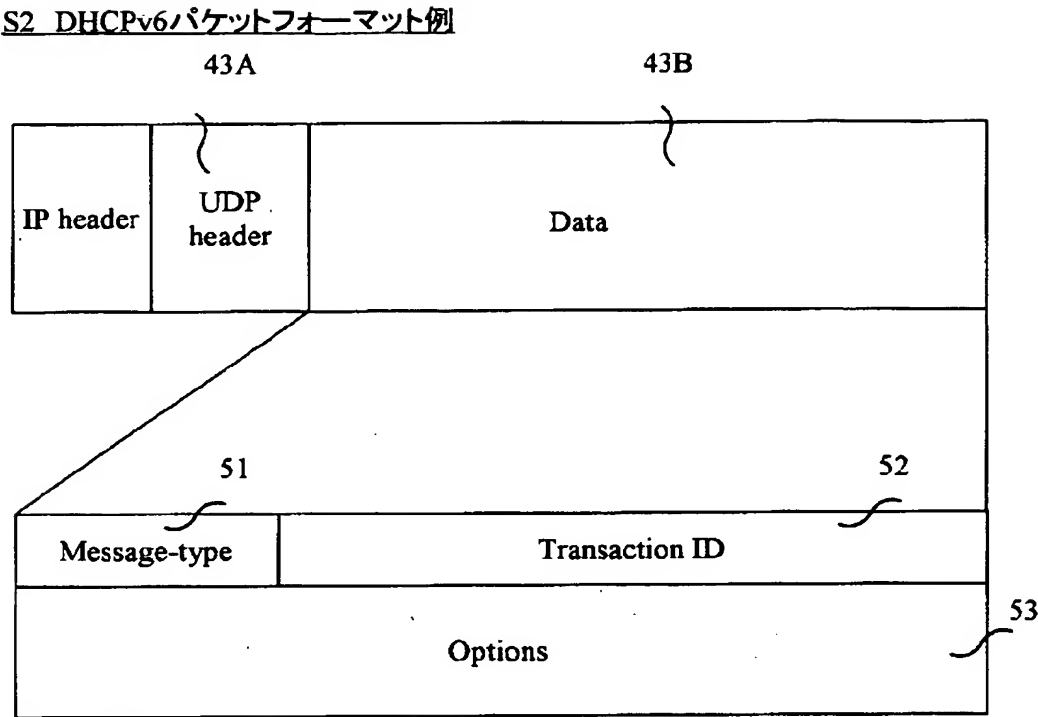 S2 DHCPv6パケットフォーマット例
43A
43B
IP header
UDP
header
Data
51
52
Message-type
Transaction ID
53
Options